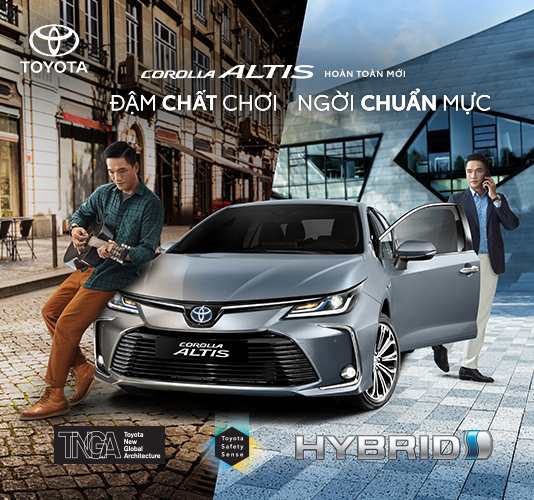 TOYOTA
COROLLA ALTIS HOÀN TOÀN MỚI
ĐẬM CHẤT CHƠI NGỜI CHUẨN MỰC
COROLLA
ALTIS
TNGA
Toyota
New
Global
Architecture
Toyota
Safety
Sense
HYBRID